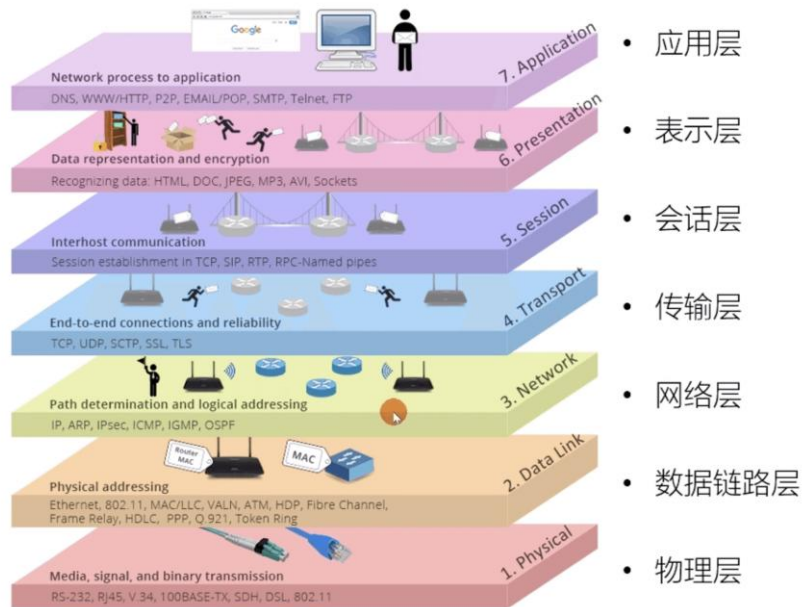 Google
7. Application
• 应用层
Network process to application
DNS, WWW/HTTP, P2P, EMAIL/POP, SMTP, Telnet, FTP
6. Presentation
• 表示层
Data representation and encryption
Recognizing data: HTML, DOC, JPEG, MP3, AVI, Sockets
5. Session
• 会话层
Interhost communication
Session establishment in TCP, SIP, RTP, RPC-Named pipes
4. Transport
• 传输层
End-to-end connections and reliability
TCP, UDP, SCTP, SSL, TLS
3. Network
• 网络层
Path determination and logical addressing
IP, ARP, IPsec, ICMP, IGMP, OSPF
2. Data Link
• 数据链路层
Router
MAC
MAC
Physical addressing
Ethernet, 802.11, MAC/LLC, VALN, ATM, HDP, Fibre Channel,
Frame Relay, HDLC, PPP, Q.921, Token Ring
1. Physical
• 物理层
Media, signal, and binary transmission
RS-232, RJ45, V.34, 100BASE-TX, SDH, DSL, 802.11